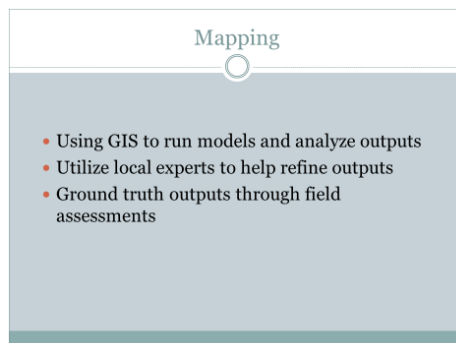 Mapping
• Using GIS to run models and analyze outputs
• Utilize local experts to help refine outputs
• Ground truth outputs through field
assessments